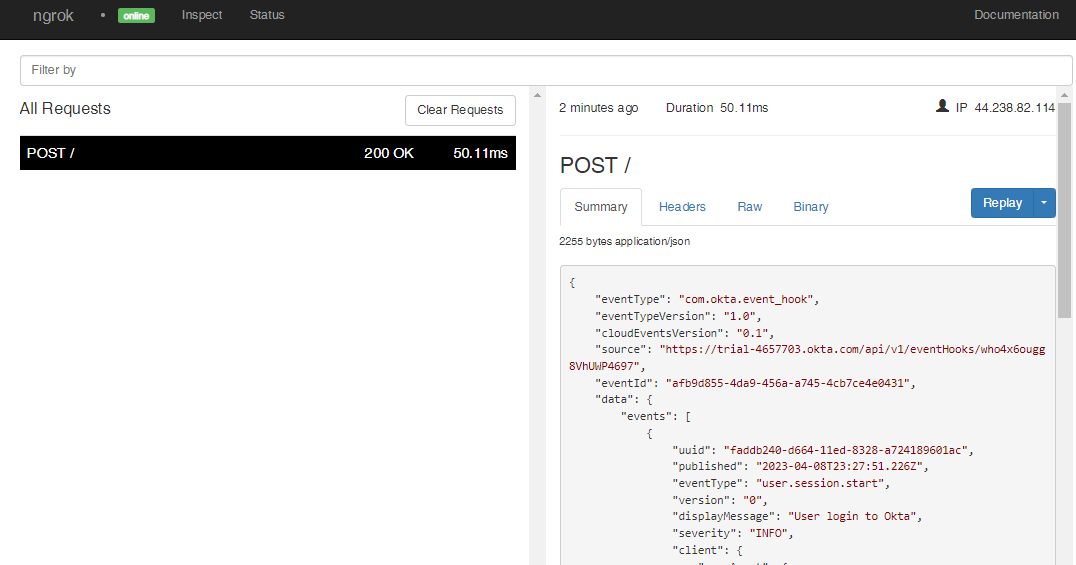 ngrok • online Inspect Status Documentation
Filter by
All Requests Clear Requests
POST / 200 OK 50.11ms
2 minutes ago Duration 50.11ms IP 44.238.82.114
POST /
Summary Headers Raw Binary Replay
2255 bytes application/json
{
"eventType": "com.okta.event_hook",
"eventTypeVersion": "1.0",
"cloudEventsVersion": "0.1",
"source": "https://trial-4657703.okta.com/api/v1/eventHooks/who4x6ougg
8VhUWP4697",
"eventId": "afb9d855-4da9-456a-a745-4cb7ce4e0431",
"data": {
"events": [
{
"uuid": "faddb240-d664-11ed-8328-a724189601ac",
"published": "2023-04-08T23:27:51.226Z",
"eventType": "user.session.start",
"version": "0",
"displayMessage": "User login to Okta",
"severity": "INFO",
"client": {